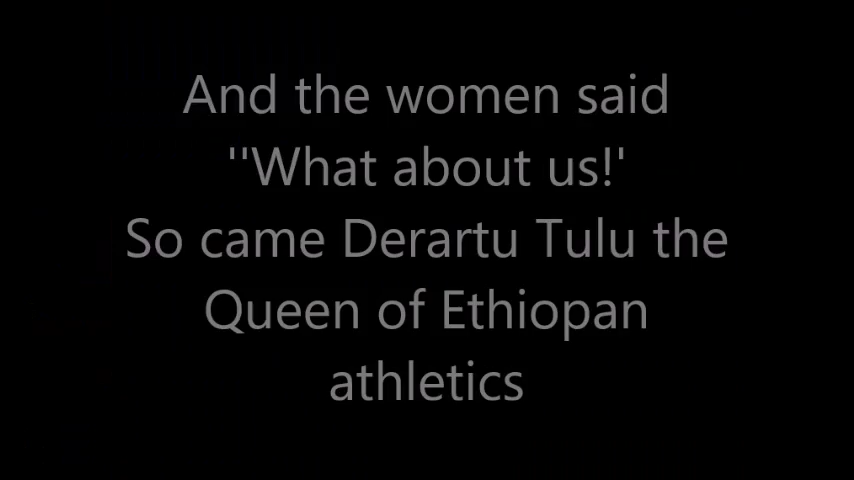 And the women said
''What about us!'
So came Derartu Tulu the
Queen of Ethiopan
athletics